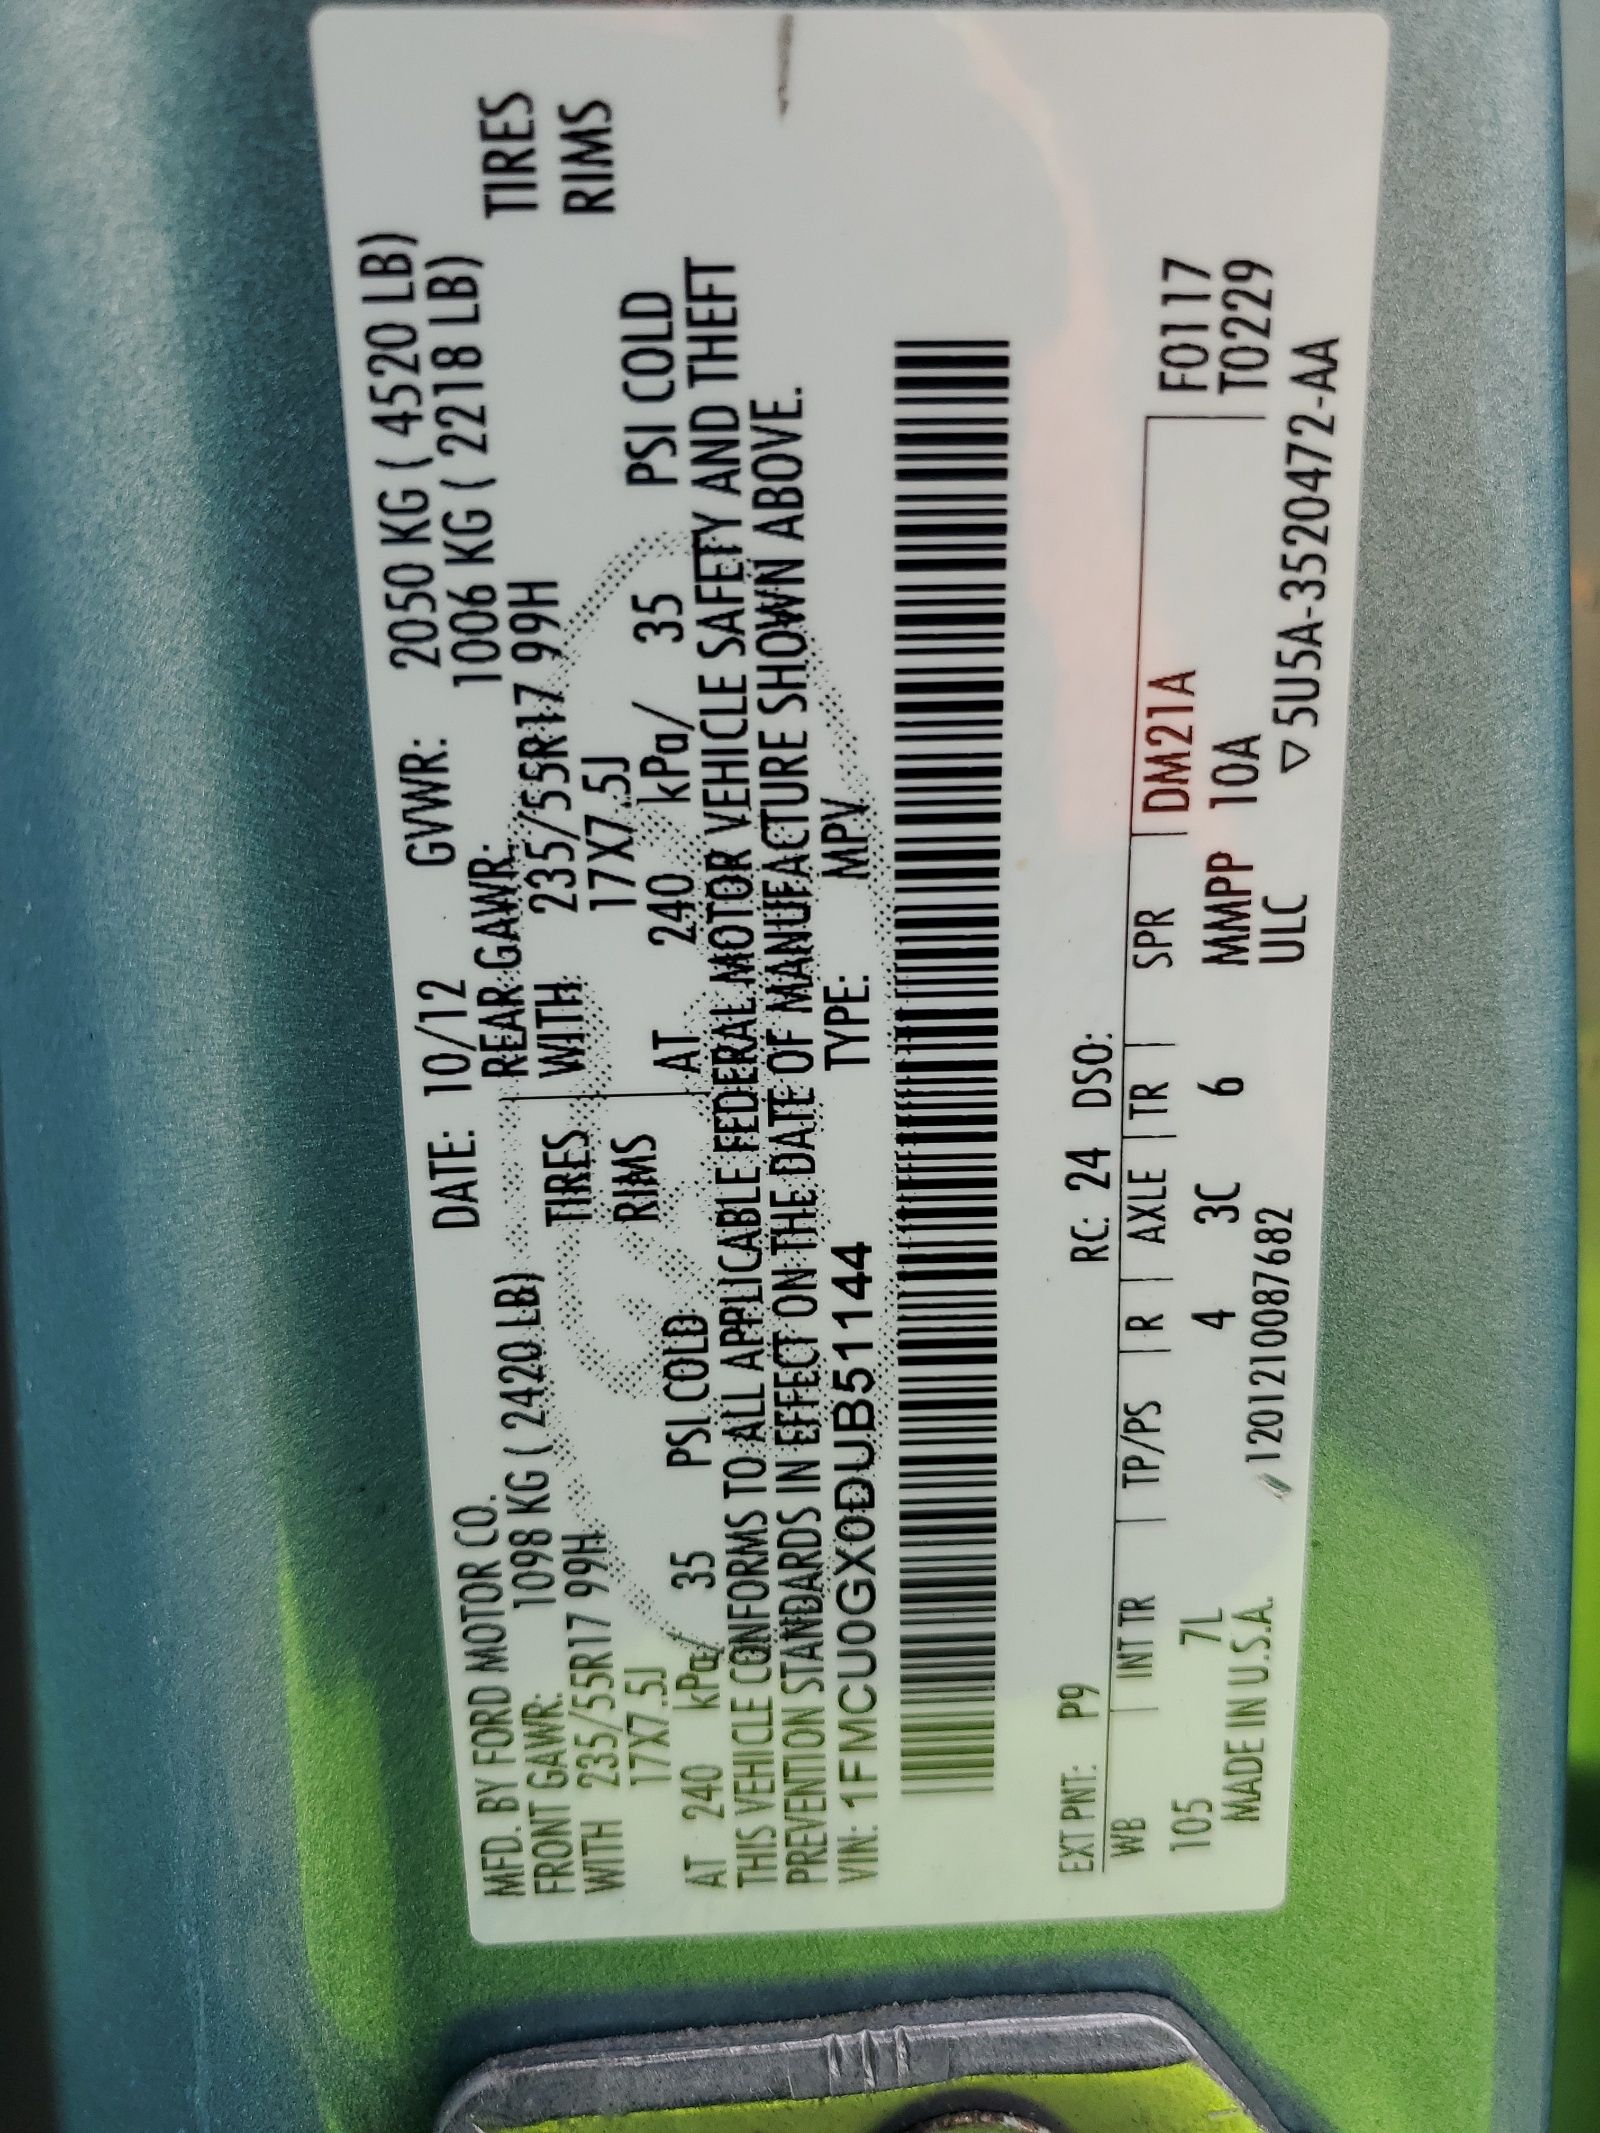 MFD. BY FORD MOTOR CO. DATE: 10/12 GVWR: 2050 KG ( 4520 LB)
FRONT GAWR: 1098 KG ( 2420 LB) REAR GAWR: 1006 KG ( 2218 LB)
WITH 235/55R17 99H TIRES WITH 235/55R17 99H TIRES
17X7.5J RIMS 17X7.5J RIMS
AT 240 kPa/ 35 PSI COLD AT 240 kPa/ 35 PSI COLD
THIS VEHICLE CONFORMS TO ALL APPLICABLE FEDERAL MOTOR VEHICLE SAFETY AND THEFT
PREVENTION STANDARDS IN EFFECT ON THE DATE OF MANUFACTURE SHOWN ABOVE.
VIN: 1FMCU0GX0DUB51144 TYPE: MPV
EXT PNT: P9 RC: 24 DSO:
WB | INT TR | TP/PS | R | AXLE | TR | SPR | DM21A F0117
105 7L 4 3C 6 MMPP 10A T0229
MADE IN U.S.A. 1201210087682 ULC ▽5U5A-3520472-AA